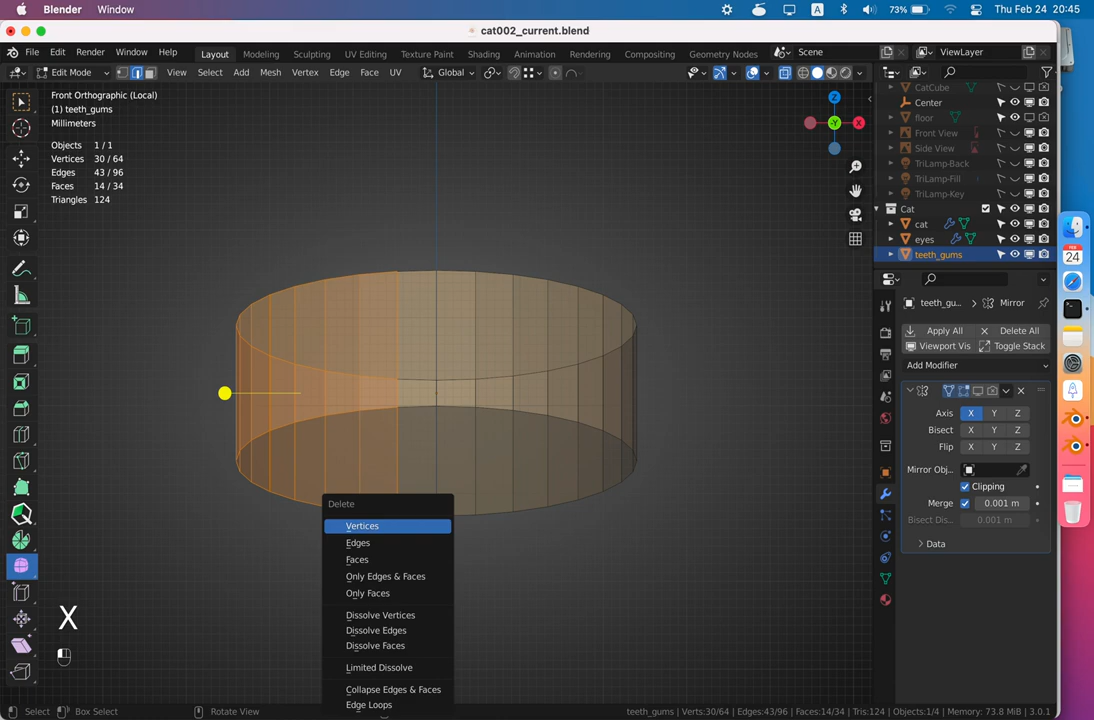 Window
73%
A
Thu Feb 24 20:45
cat002_current.blend
File Edit Render Window Help
Layout Modeling Sculpting UV Editing Texture Paint Shading Animation Rendering Compositing Geometry Nodes
Scene
ViewLayer
Edit Mode
View Select Add Mesh Vertex Edge Face UV
Global
Front Orthographic (Local)
(1) teeth_gums
Millimeters
Objects 1 / 1
Vertices 30 / 64
Edges 43 / 96
Faces 14 / 34
Triangles 124
Z
-Y
X
CatCube
Center
floor
Front View
Side View
TriLamp-Back
TriLamp-Fill
TriLamp-Key
Cat
cat
eyes
teeth_gums
teeth_gu...
Mirror
Apply All
Delete All
Viewport Vis
Toggle Stack
Add Modifier
Axis X Y Z
Bisect X Y Z
Flip X Y Z
Mirror Obj...
Clipping
Merge 0.001 m
Bisect Dis... 0.001 m
Data
FEB
24
Delete
Vertices
Edges
Faces
Only Edges & Faces
Only Faces
Dissolve Vertices
Dissolve Edges
Dissolve Faces
Limited Dissolve
Collapse Edges & Faces
Edge Loops
X
Select
Box Select
Rotate View
teeth_gums | Verts:30/64 | Edges:43/96 | Faces:14/34 | Tris:124 | Objects:1/4 | Memory: 73.8 MiB | 3.0.1